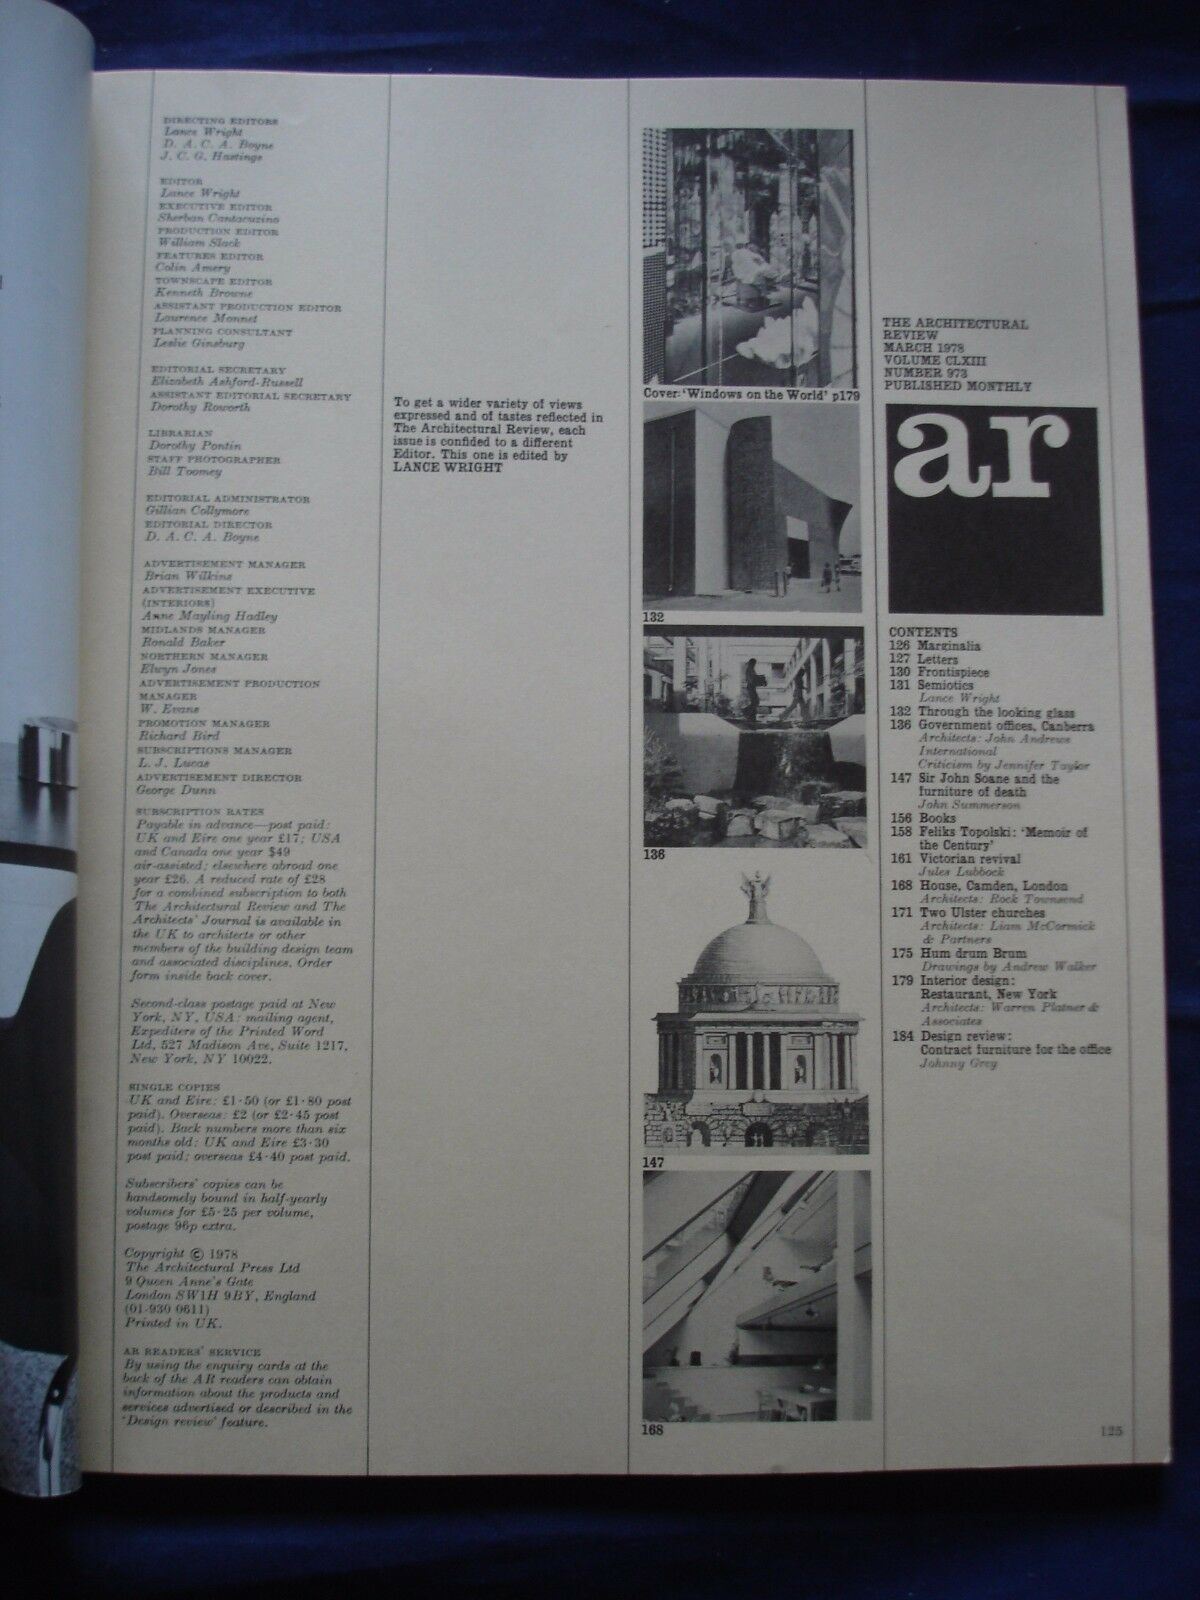 DIRECTING EDITORS
Lance Wright
D. A. C. A. Boyne
J. C. G. Hastings
EDITOR
Lance Wright
EXECUTIVE EDITOR
Sherban Cantacuzino
PRODUCTION EDITOR
William Slack
FEATURES EDITOR
Colin Amery
TOWNSCAPE EDITOR
Kenneth Browne
ASSISTANT PRODUCTION EDITOR
Laurence Monnet
PLANNING CONSULTANT
Leslie Ginsburg
EDITORIAL SECRETARY
Elizabeth Ashford-Russell
ASSISTANT EDITORIAL SECRETARY
Dorothy Roworth
LIBRARIAN
Dorothy Pontin
STAFF PHOTOGRAPHER
Bill Toomey
EDITORIAL ADMINISTRATOR
Gillian Collymore
EDITORIAL DIRECTOR
D. A. C. A. Boyne
ADVERTISEMENT MANAGER
Brian Wilkins
ADVERTISEMENT EXECUTIVE
(INTERIORS)
Anne Mayling Hadley
MIDLANDS MANAGER
Ronald Baker
NORTHERN MANAGER
Elwyn Jones
ADVERTISEMENT PRODUCTION
MANAGER
W. Evans
PROMOTION MANAGER
Richard Bird
SUBSCRIPTIONS MANAGER
L. J. Lucas
ADVERTISEMENT DIRECTOR
George Dunn
SUBSCRIPTION RATES
Payable in advance—post paid:
UK and Eire one year £17; USA
and Canada one year $49
air-assisted; elsewhere abroad one
year £26. A reduced rate of £28
for a combined subscription to both
The Architectural Review and The
Architects' Journal is available in
the UK to architects or other
members of the building design team
and associated disciplines. Order
form inside back cover.
Second-class postage paid at New
York, NY, USA: mailing agent,
Expediters of the Printed Word
Ltd, 527 Madison Ave, Suite 1217,
New York, NY 10022.
SINGLE COPIES
UK and Eire: £1·50 (or £1·80 post
paid). Overseas: £2 (or £2·45 post
paid). Back numbers more than six
months old: UK and Eire £3·30
post paid; overseas £4·40 post paid.
Subscribers' copies can be
handsomely bound in half-yearly
volumes for £5·25 per volume,
postage 96p extra.
Copyright © 1978
The Architectural Press Ltd
9 Queen Anne's Gate
London SW1H 9BY, England
(01-930 0611)
Printed in UK.
AR READERS' SERVICE
By using the enquiry cards at the
back of the AR readers can obtain
information about the products and
services advertised or described in the
'Design review' feature.
To get a wider variety of views
expressed and of tastes reflected in
The Architectural Review, each
issue is confided to a different
Editor. This one is edited by
LANCE WRIGHT
Cover: 'Windows on the World' p179
132
136
147
168
THE ARCHITECTURAL
REVIEW
MARCH 1978
VOLUME CLXIII
NUMBER 973
PUBLISHED MONTHLY
ar
CONTENTS
126 Marginalia
127 Letters
130 Frontispiece
131 Semiotics
Lance Wright
132 Through the looking glass
136 Government offices, Canberra
Architects: John Andrews
International
Criticism by Jennifer Taylor
147 Sir John Soane and the
furniture of death
John Summerson
156 Books
158 Feliks Topolski: 'Memoir of
the Century'
161 Victorian revival
Jules Lubbock
168 House, Camden, London
Architects: Rock Townsend
171 Two Ulster churches
Architects: Liam McCormick
& Partners
175 Hum drum Brum
Drawings by Andrew Walker
179 Interior design:
Restaurant, New York
Architects: Warren Platner &
Associates
184 Design review:
Contract furniture for the office
Johnny Grey
125